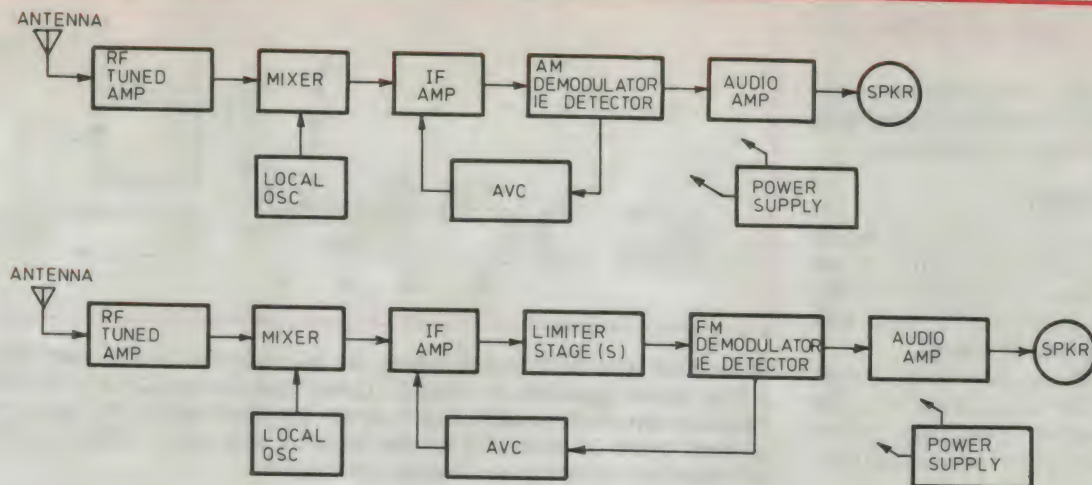 ANTENNA
RF
TUNED
AMP
MIXER
IF
AMP
AM
DEMODULATOR
IE DETECTOR
AUDIO
AMP
SPKR
LOCAL
OSC
AVC
POWER
SUPPLY
ANTENNA
RF
TUNED
AMP
MIXER
IF
AMP
LIMITER
STAGE (S)
FM
DEMODULATOR
IE DETECTOR
AUDIO
AMP
SPKR
LOCAL
OSC
AVC
POWER
SUPPLY